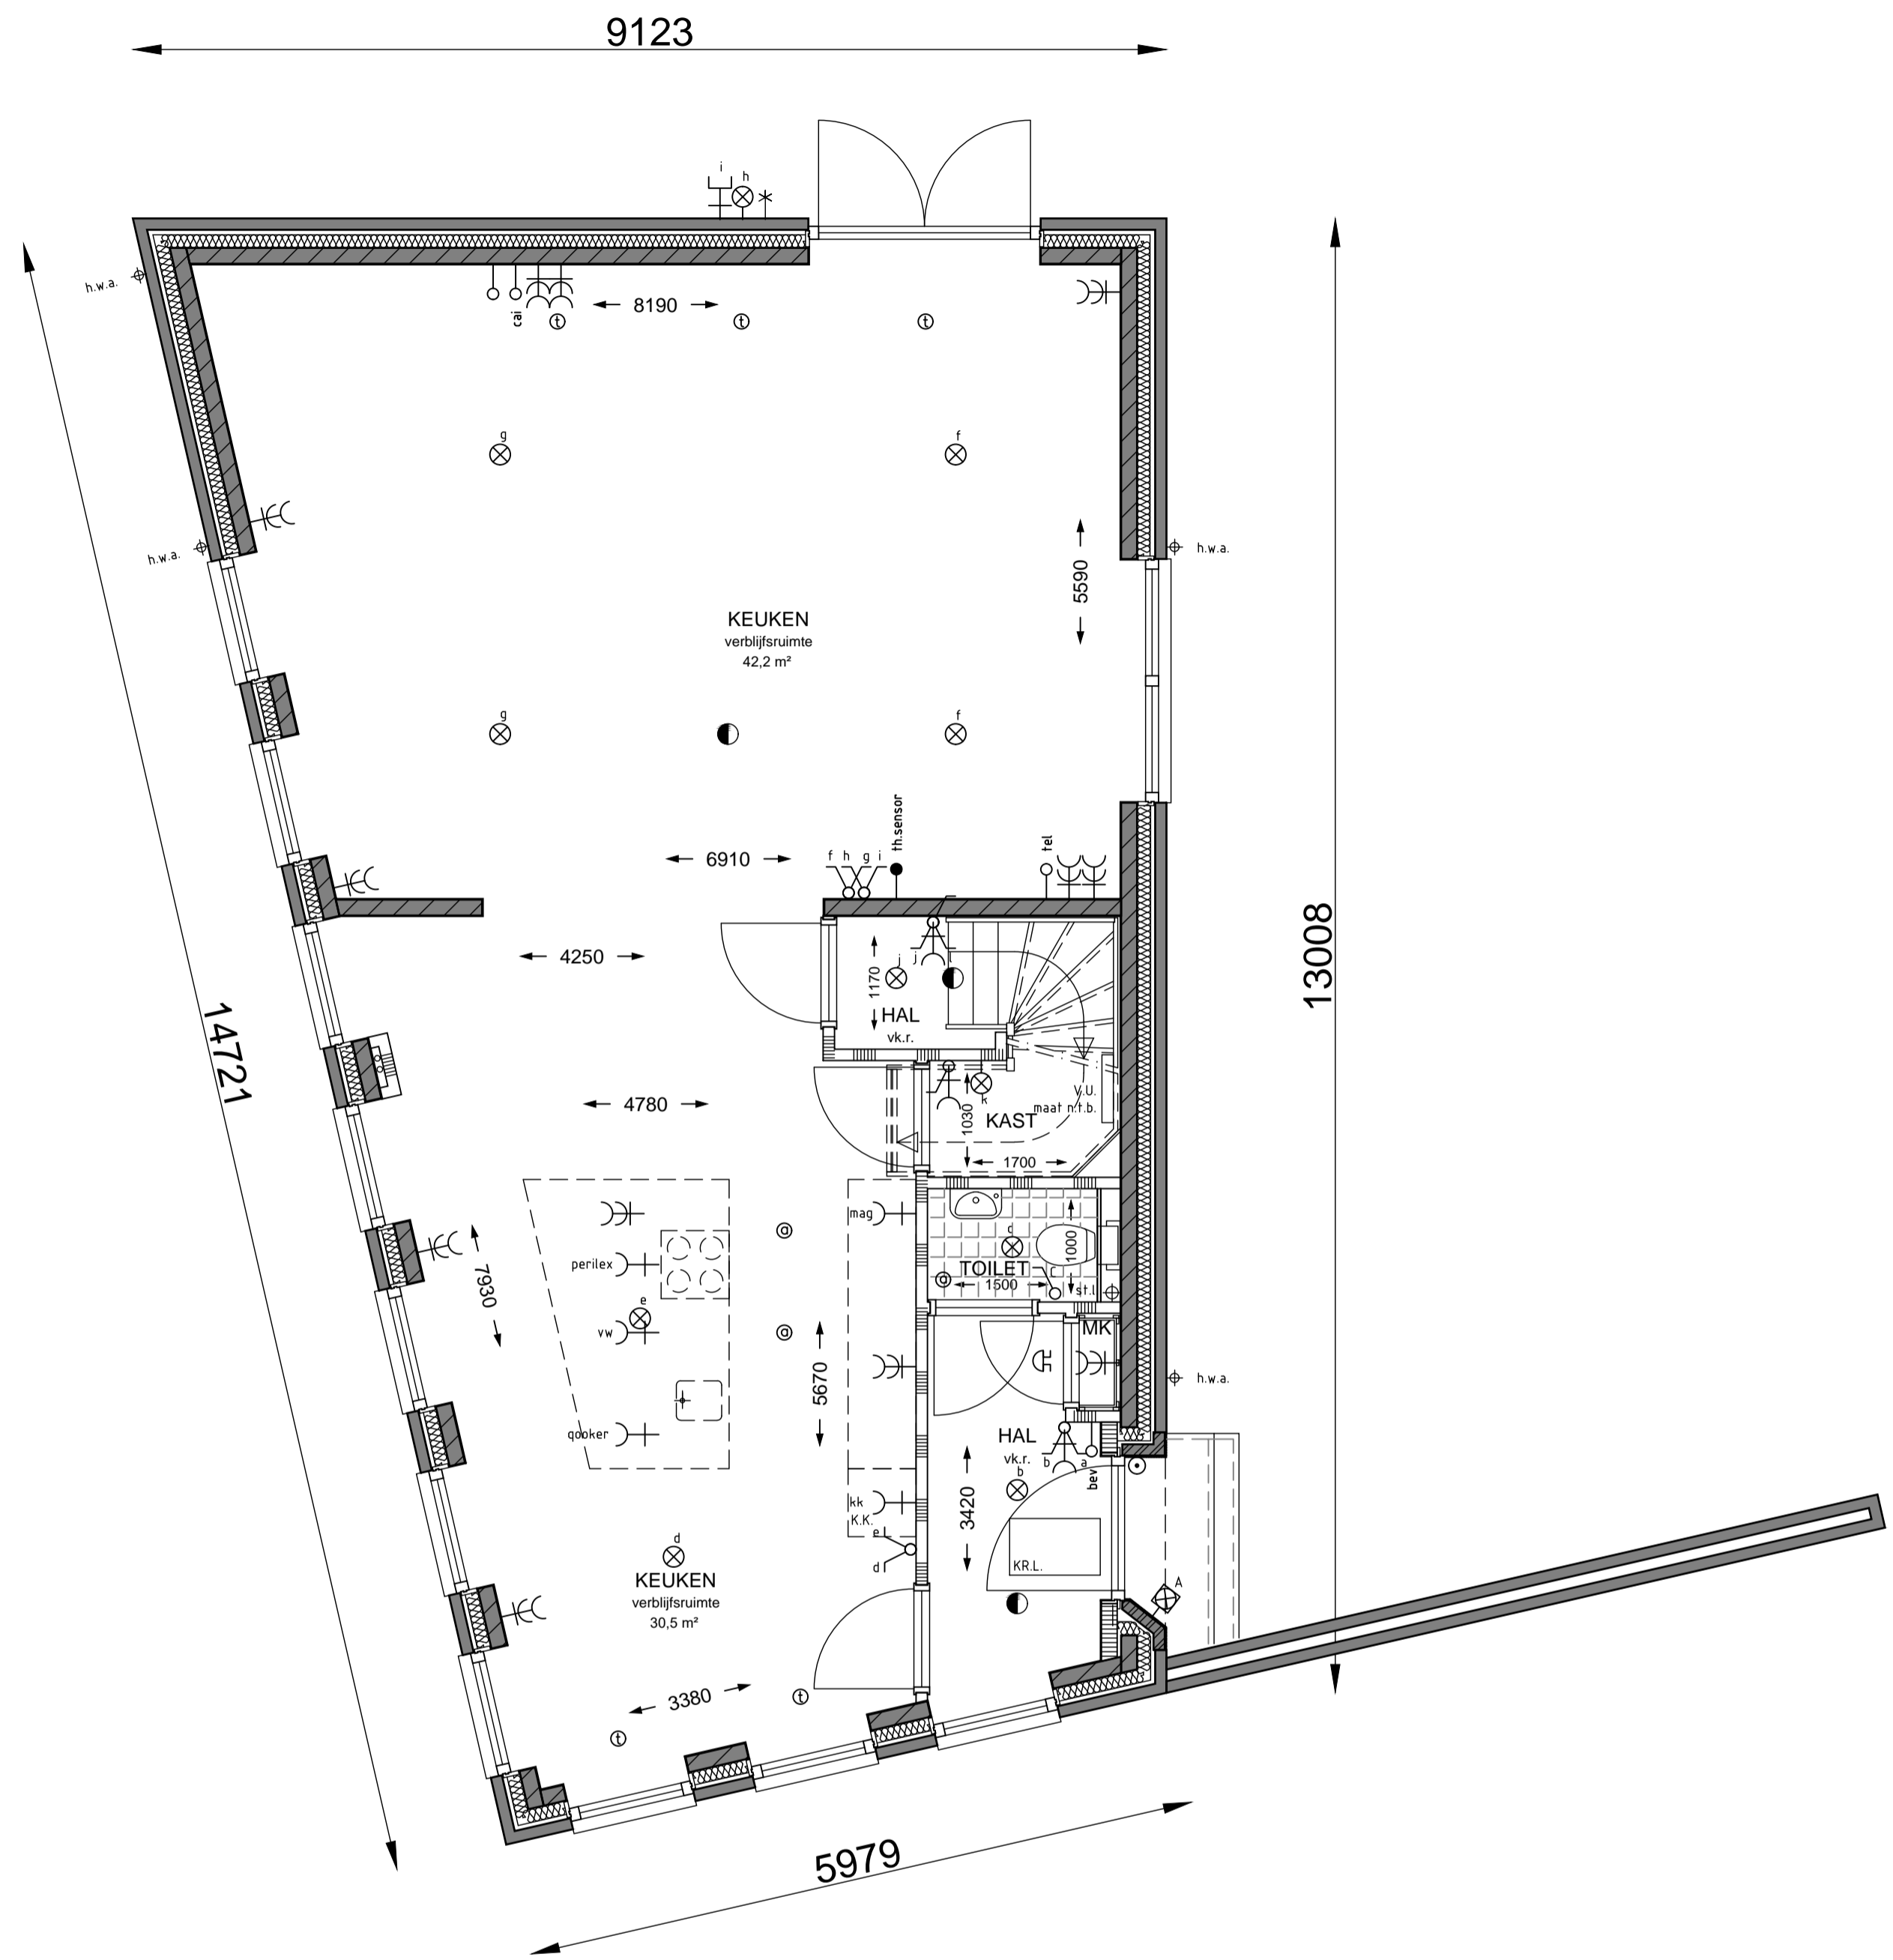 9123
i
h
h.w.a.
cai
t
8190
t
t
g
f
h.w.a.
h.w.a.
5590
KEUKEN
verblijfsruimte
42,2 m²
g
f
th.sensor
tel
6910
f h g i
13008
4250
1170
j
j
HAL
vk.r.
14721
4780
k
1030
V.U.
maat n.t.b.
KAST
1700
mag
@
c
1000
perilex
TOILET
c
@
1500
st.l
7930
e
vw
@
MK
5670
h.w.a.
qooker
HAL
vk.r.
b
b
a
bev
kk
K.K.
e
d
3420
d
KEUKEN
verblijfsruimte
30,5 m²
KR.L.
A
3380
t
t
5979